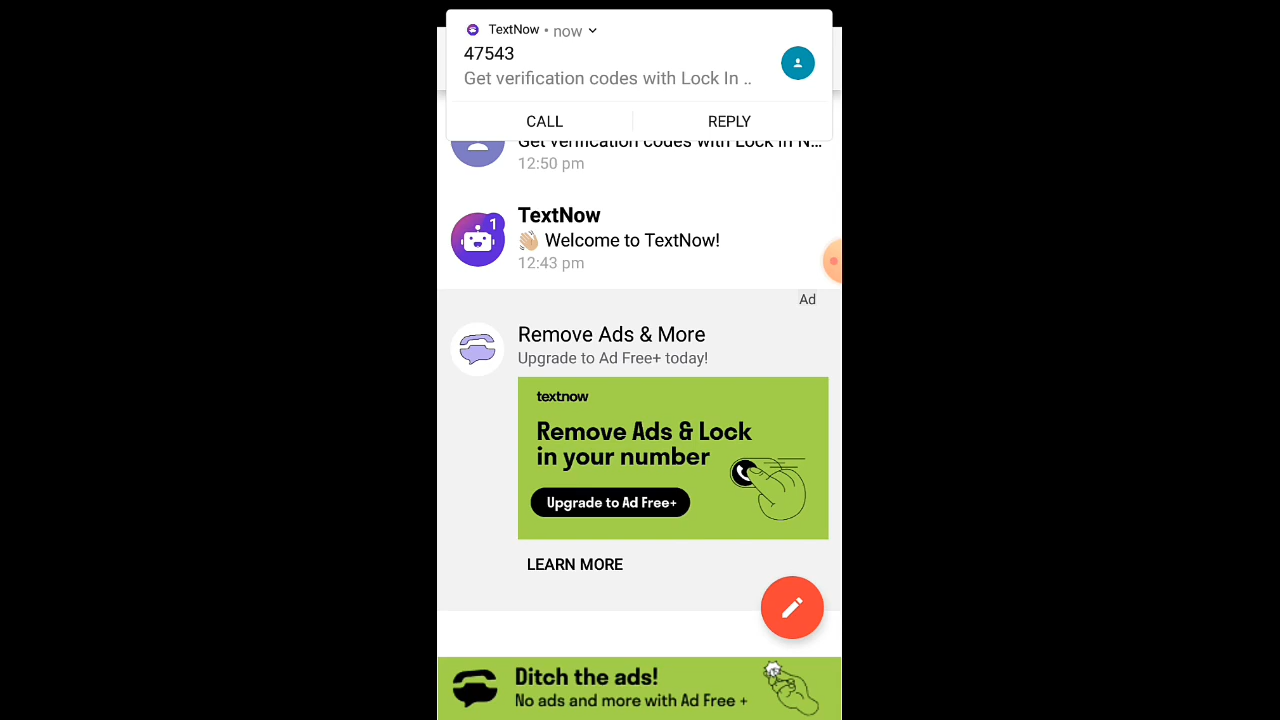 TextNow • now
47543
Get verification codes with Lock In ..
CALL
REPLY
Get verification codes with Lock In N...
12:50 pm
1
TextNow
👋🏼 Welcome to TextNow!
12:43 pm
Ad
Remove Ads & More
Upgrade to Ad Free+ today!
textnow
Remove Ads & Lock
in your number
Upgrade to Ad Free+
LEARN MORE
Ditch the ads!
No ads and more with Ad Free +